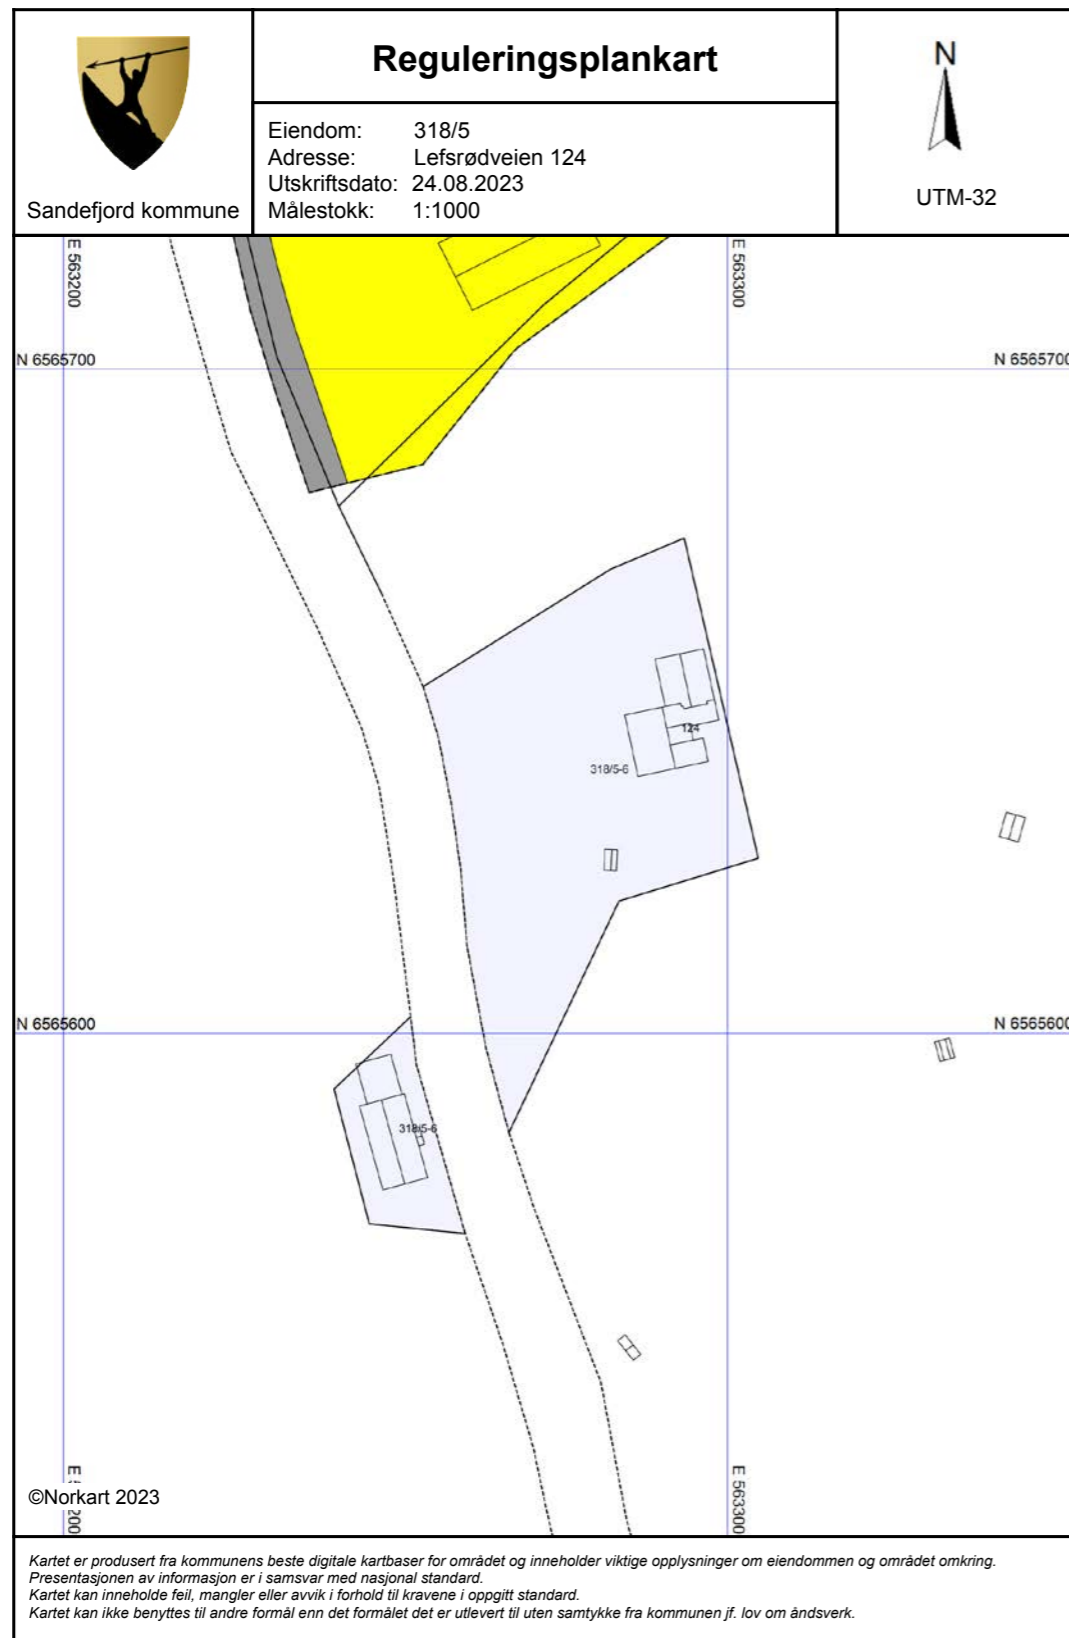 Reguleringsplankart
Eiendom: 318/5
Adresse: Lefsrødveien 124
Utskriftsdato: 24.08.2023
Målestokk: 1:1000
Sandefjord kommune
N
UTM-32
E 563200
E 563300
N 6565700
N 6565700
124
318/5-6
N 6565600
N 6565600
318/5-6
E 563300
©Norkart 2023
Kartet er produsert fra kommunens beste digitale kartbaser for området og inneholder viktige opplysninger om eiendommen og området omkring.
Presentasjonen av informasjon er i samsvar med nasjonal standard.
Kartet kan inneholde feil, mangler eller avvik i forhold til kravene i oppgitt standard.
Kartet kan ikke benyttes til andre formål enn det formålet det er utlevert til uten samtykke fra kommunen jf. lov om åndsverk.